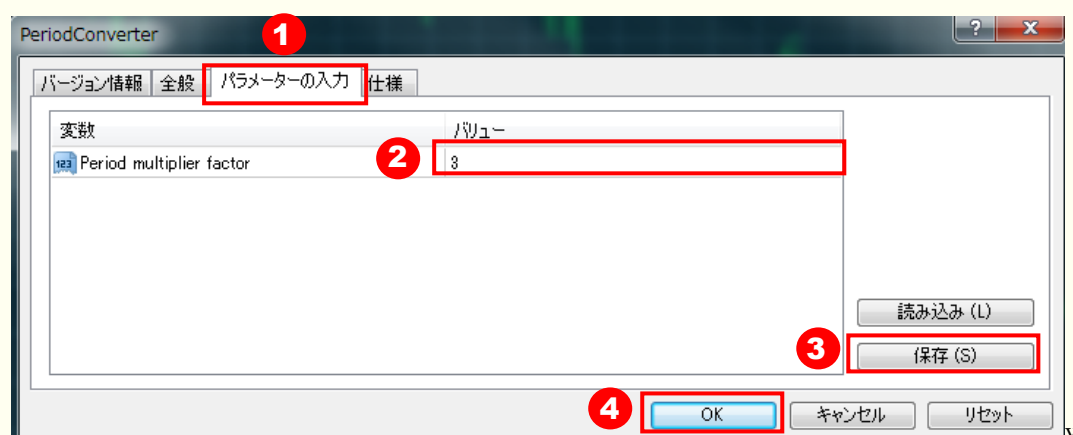 PeriodConverter
1
バージョン情報 全般 パラメーターの入力 仕様
変数 バリュー
123 Period multiplier factor 2 3
読み込み (L)
3 保存 (S)
4 OK キャンセル リセット